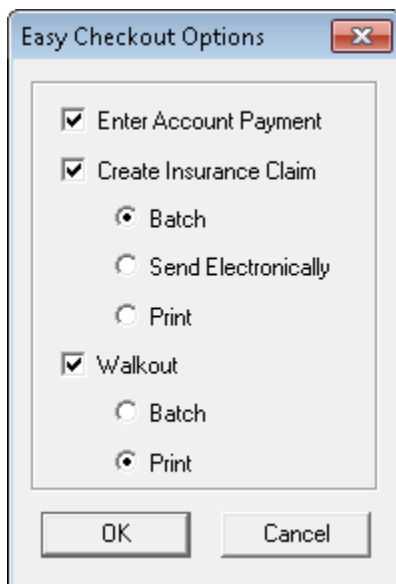 Easy Checkout Options
Enter Account Payment
Create Insurance Claim
Batch
Send Electronically
Print
Walkout
Batch
Print
OK Cancel